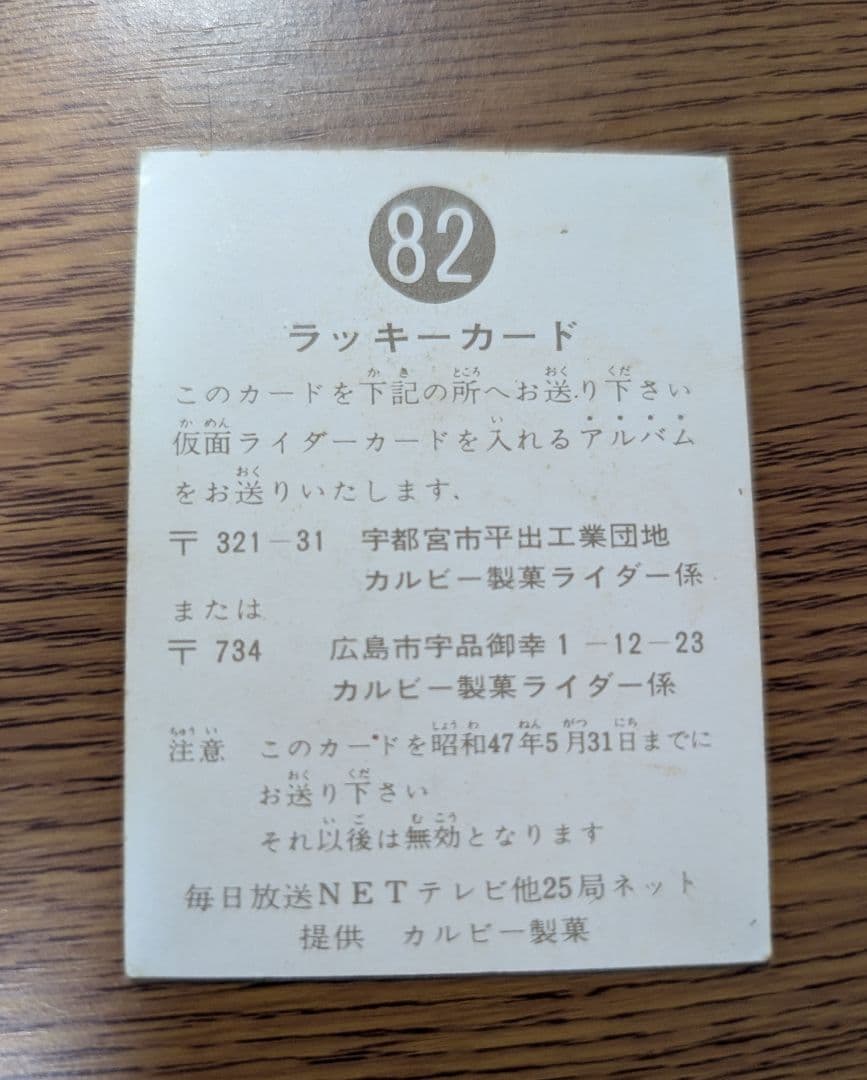 82
ラッキーカード
このカードを下記の所へお送り下さい
仮面ライダーカードを入れるアルバム
をお送りいたします、
〒 321-31 宇都宮市平出工業団地
カルビー製菓ライダー係
または
〒 734 広島市宇品御幸1-12-23
カルビー製菓ライダー係
注意 このカードを昭和47年5月31日までに
お送り下さい
それ以後は無効となります
毎日放送NETテレビ他25局ネット
提供 カルビー製菓